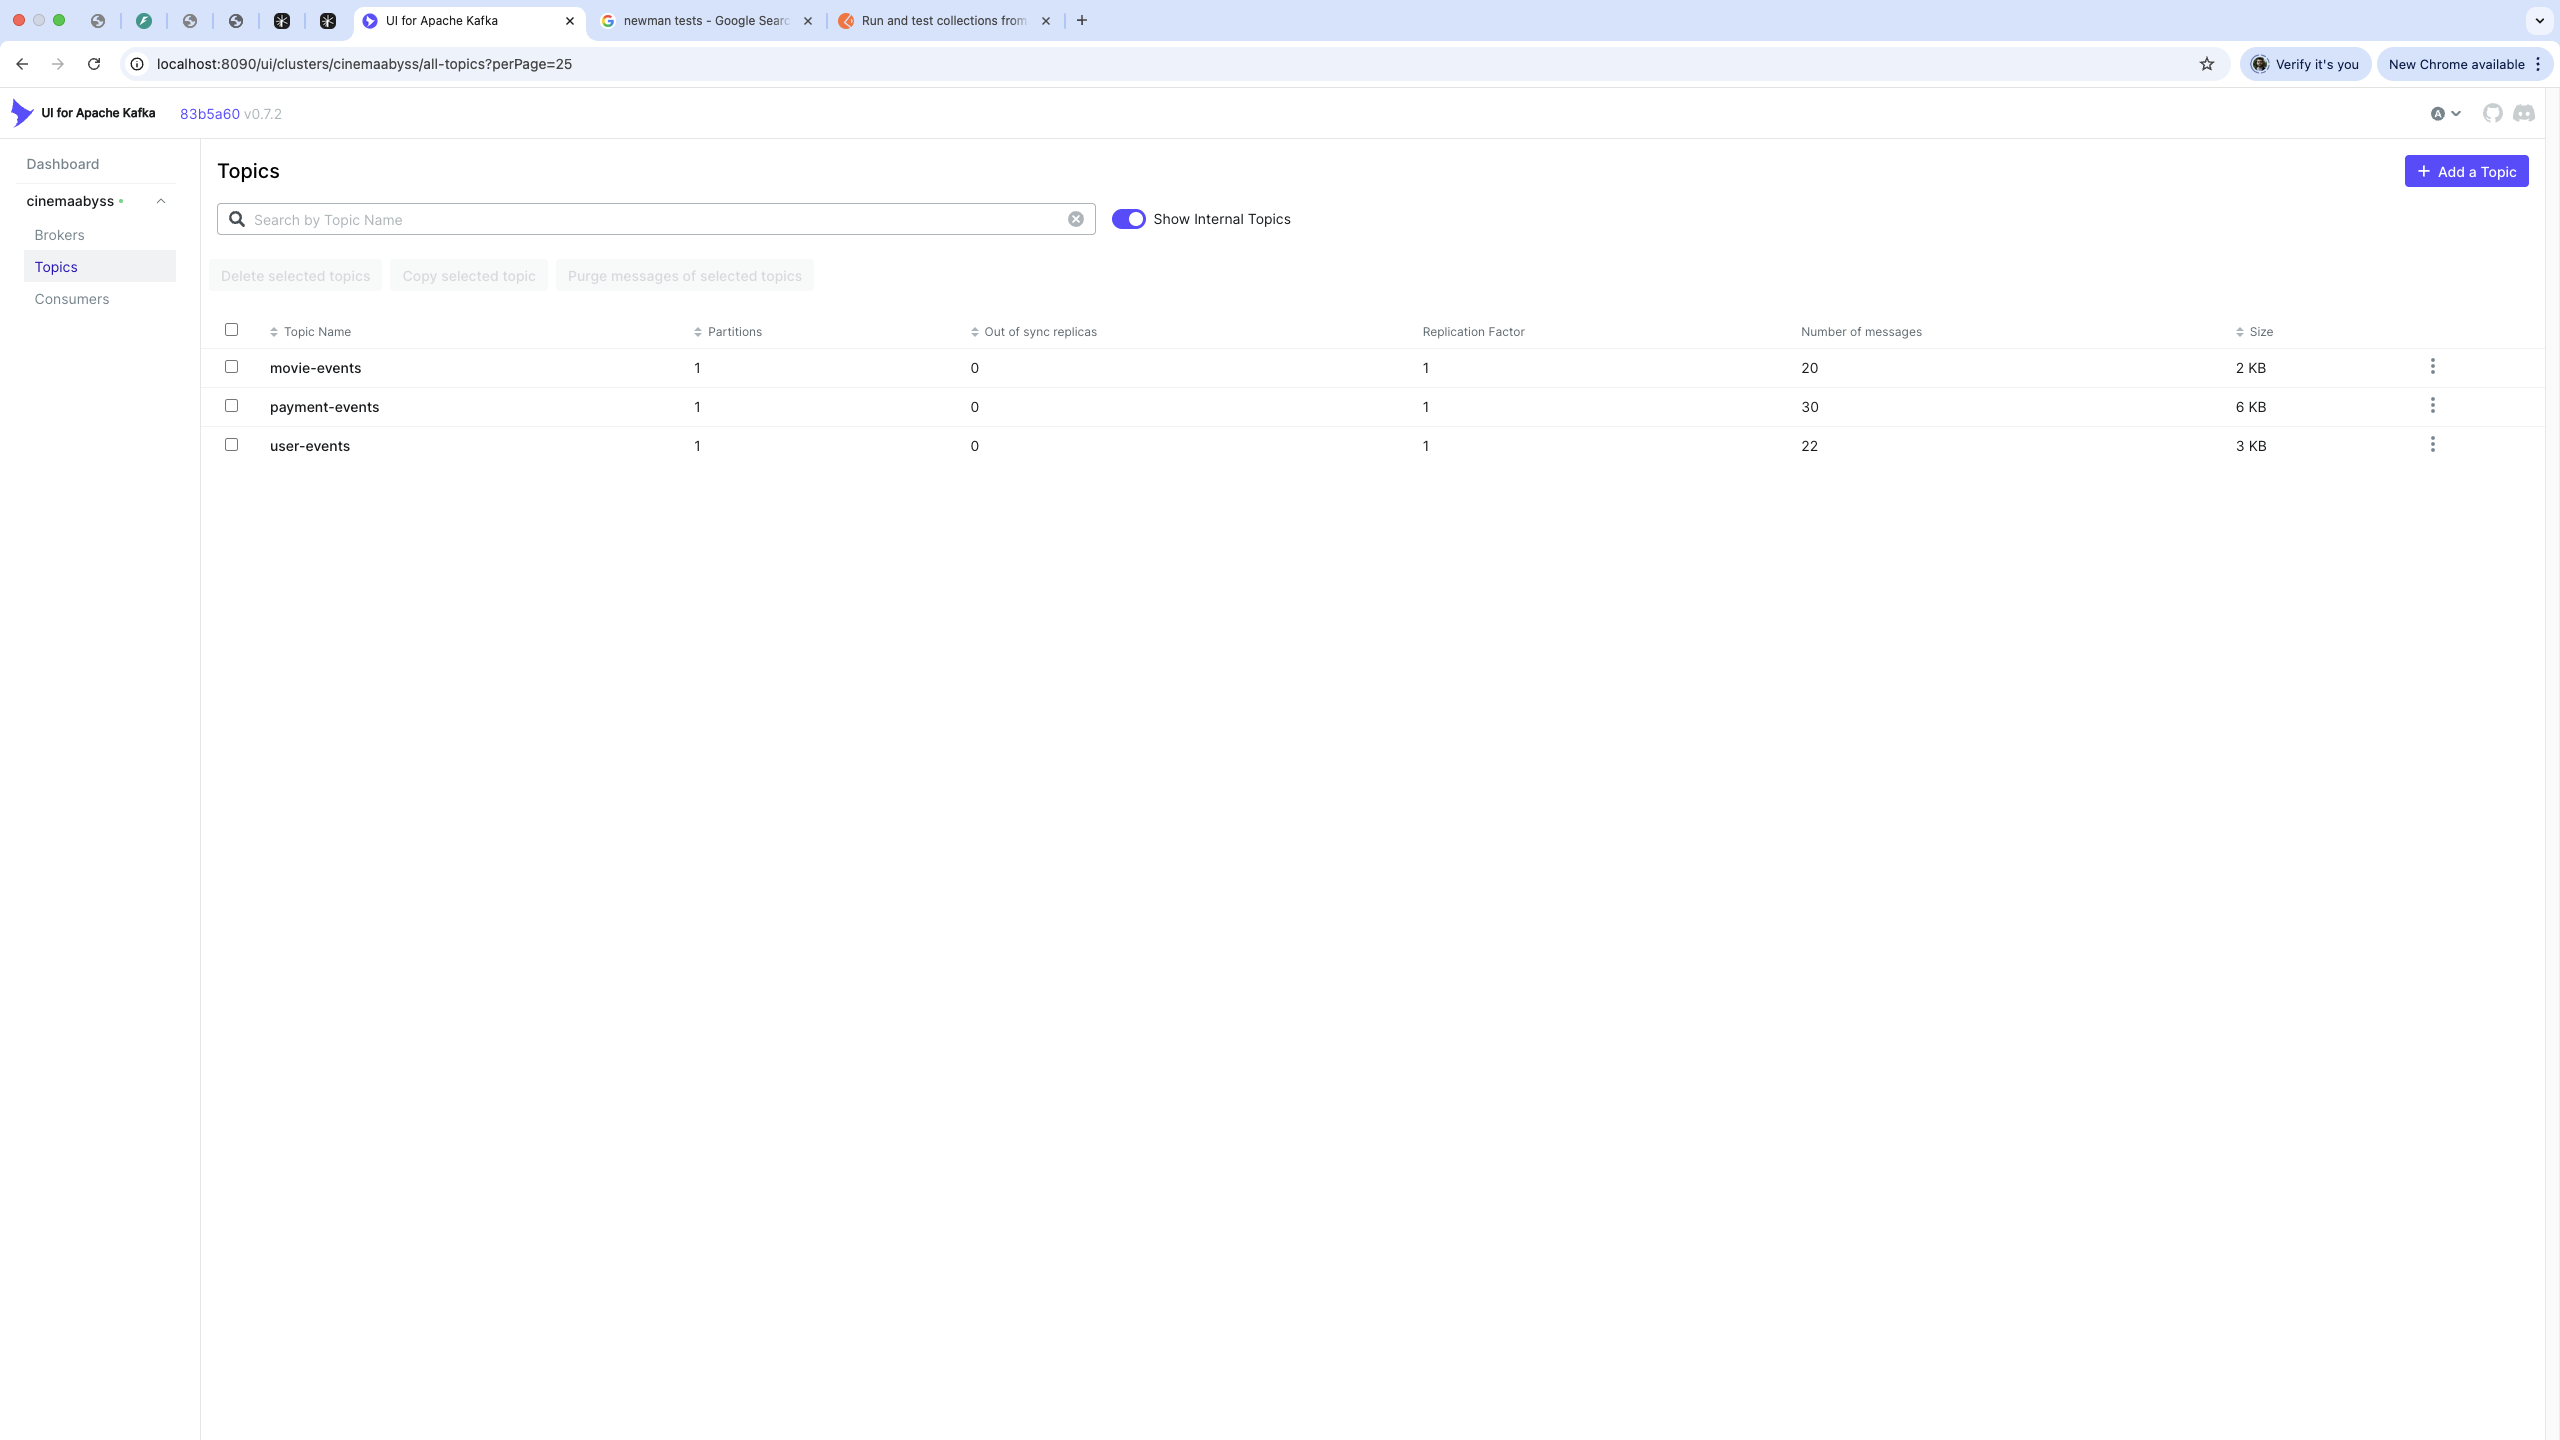 UI for Apache Kafka
newman tests - Google Searc
Run and test collections from
localhost:8090/ui/clusters/cinemaabyss/all-topics?perPage=25
Verify it's you
New Chrome available
UI for Apache Kafka 83b5a60 v0.7.2
A
Dashboard
cinemaabyss
Brokers
Topics
Consumers
Topics
Add a Topic
Search by Topic Name
Show Internal Topics
Delete selected topics Copy selected topic Purge messages of selected topics
Topic Name Partitions Out of sync replicas Replication Factor Number of messages Size
movie-events 1 0 1 20 2 KB
payment-events 1 0 1 30 6 KB
user-events 1 0 1 22 3 KB